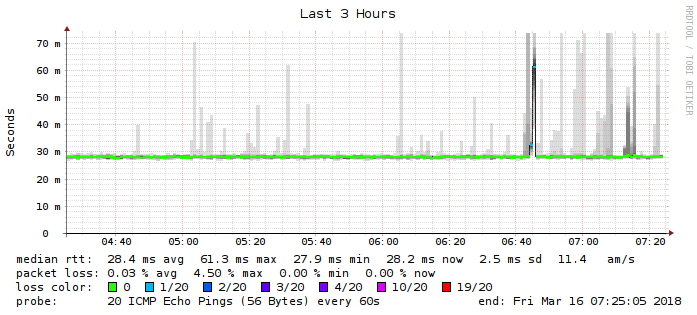 Last 3 Hours
RRDTOOL / TOBI OETIKER
Seconds
70 m
60 m
50 m
40 m
30 m
20 m
10 m
0
04:40 05:00 05:20 05:40 06:00 06:20 06:40 07:00 07:20
median rtt: 28.4 ms avg 61.3 ms max 27.9 ms min 28.2 ms now 2.5 ms sd 11.4 am/s
packet loss: 0.03 % avg 4.50 % max 0.00 % min 0.00 % now
loss color: 0 1/20 2/20 3/20 4/20 10/20 19/20
probe: 20 ICMP Echo Pings (56 Bytes) every 60s end: Fri Mar 16 07:25:05 2018